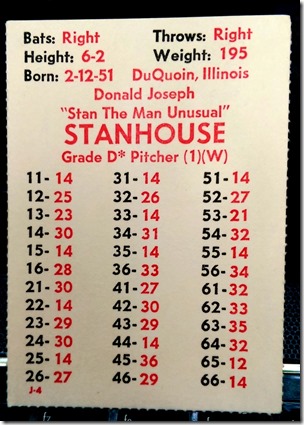 Bats: Right Throws: Right
Height: 6-2 Weight: 195
Born: 2-12-51 DuQuoin, Illinois
Donald Joseph
"Stan The Man Unusual"
STANHOUSE
Grade D* Pitcher (1)(W)
11- 14 31- 14 51- 14
12- 25 32- 26 52- 27
13- 23 33- 14 53- 21
14- 30 34- 31 54- 32
15- 14 35- 14 55- 14
16- 28 36- 33 56- 34
21- 30 41- 24 61- 24
22- 14 42- 30 62- 32
23- 29 43- 29 63- 35
24- 30 44- 30 64- 32
25- 14 45- 36 65- 12
26- 27 46- 29 66- 14
J-4